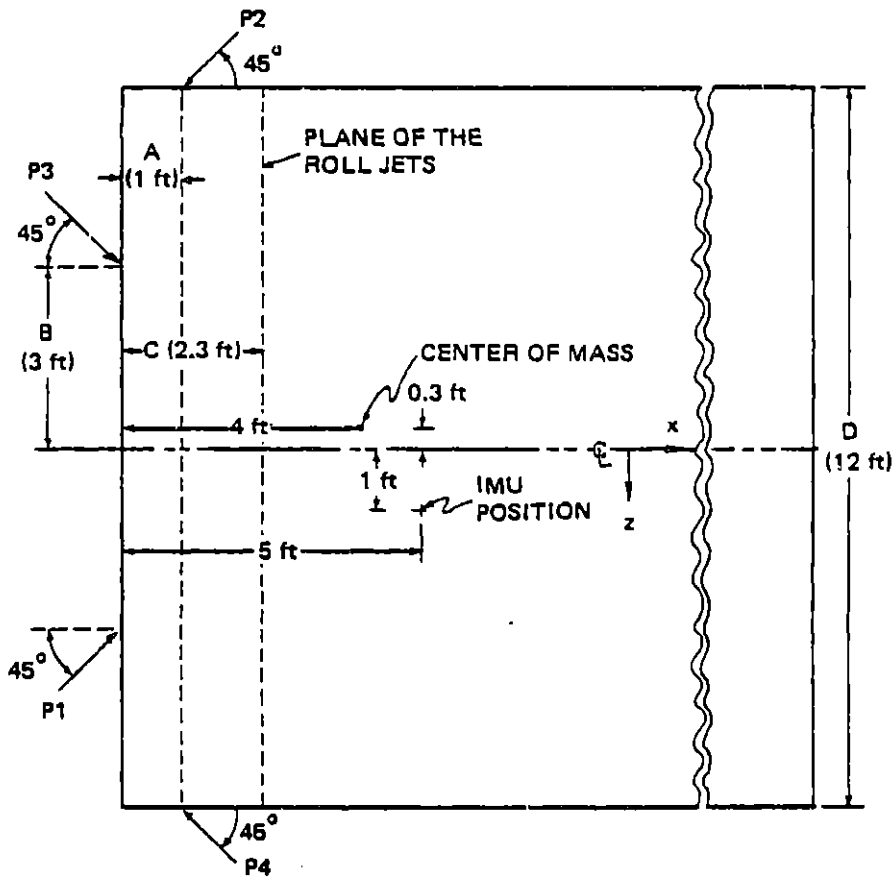 P2
45°
A
(1 ft)
PLANE OF THE
ROLL JETS
P3
45°
B
(3 ft)
C (2.3 ft)
CENTER OF MASS
0.3 ft
4 ft
x
℄
D
(12 ft)
1 ft
IMU
POSITION
z
5 ft
45°
P1
45°
P4